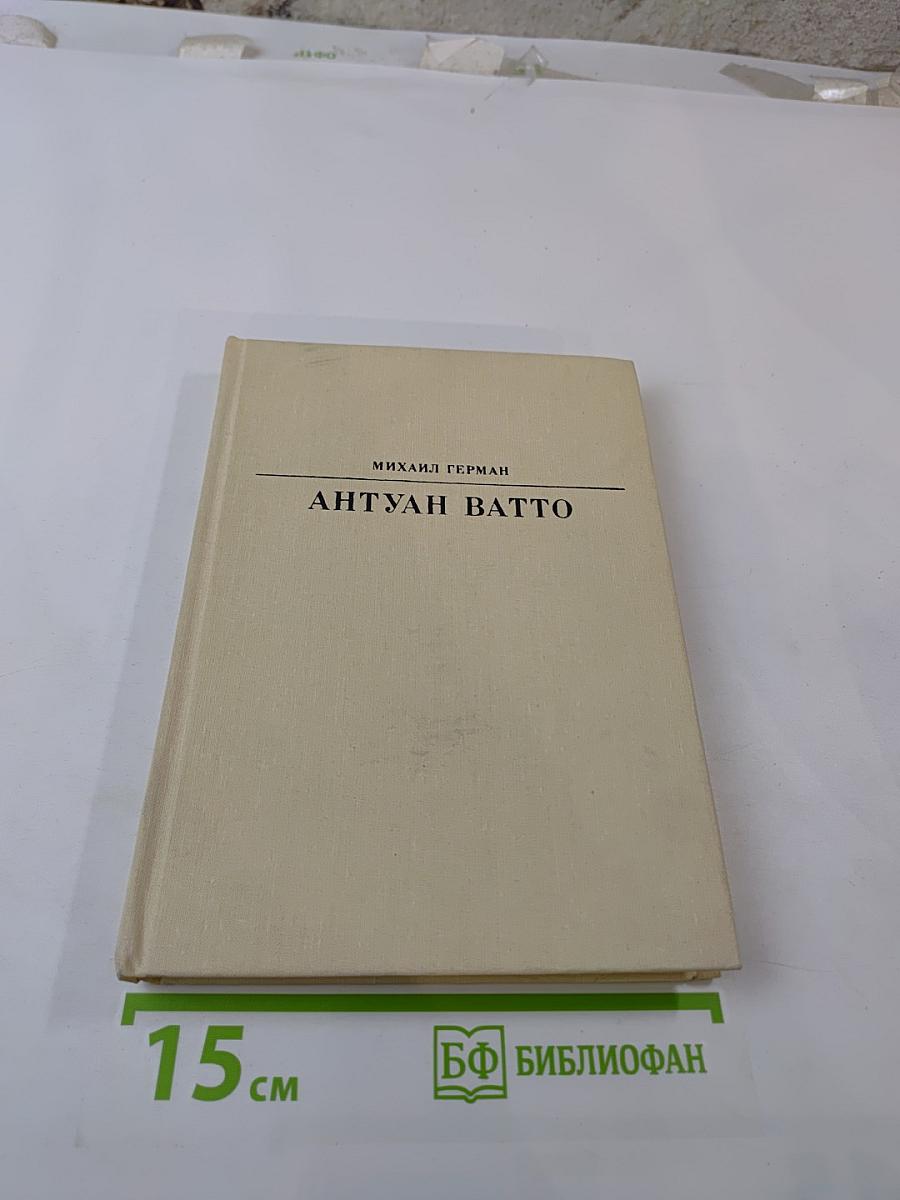 МИХАИЛ ГЕРМАН
АНТУАН ВАТТО
15 см
БФ БИБЛИОФАН